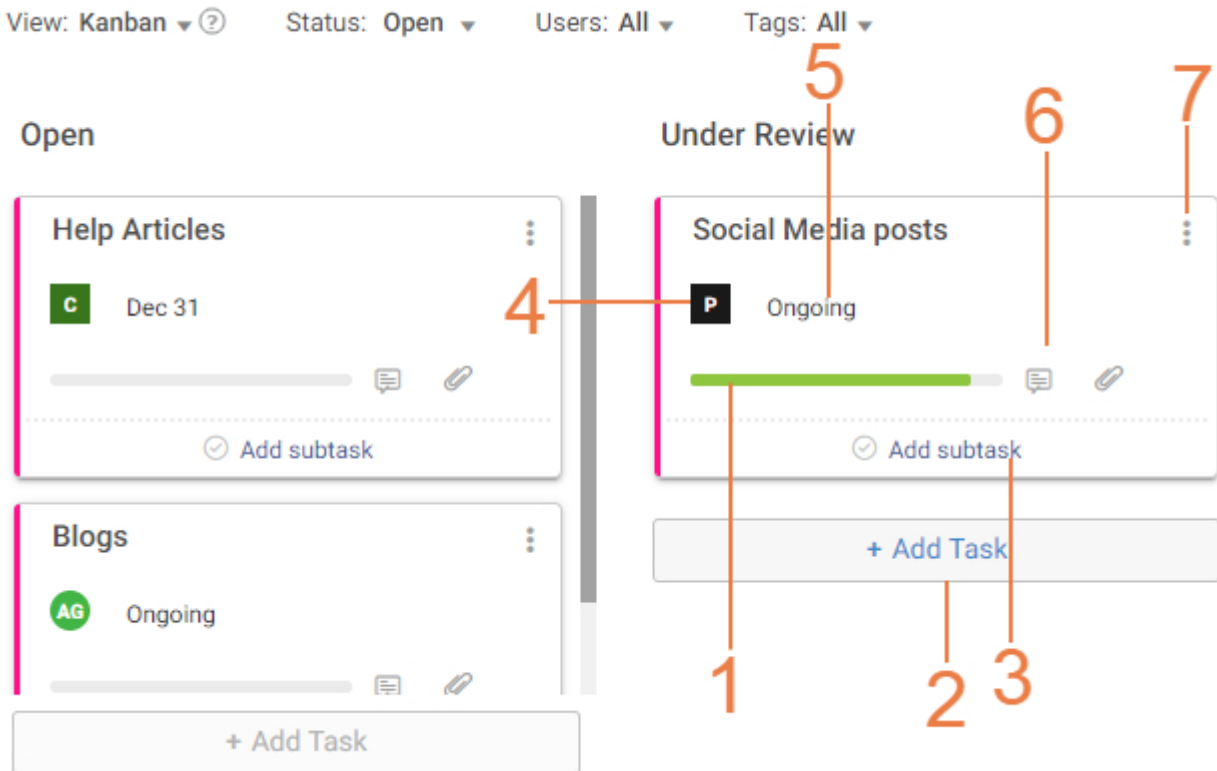 View: Kanban ? Status: Open Users: All Tags: All
5
6
7
Open
Under Review
Help Articles
C Dec 31
Add subtask
Blogs
AG Ongoing
+ Add Task
Social Media posts
4
P Ongoing
Add subtask
+ Add Task
1
2
3